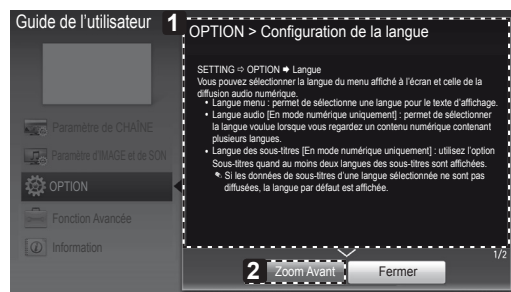 Guide de l'utilisateur
1
OPTION > Configuration de la langue
SETTING ⇨ OPTION ➡ Langue
Vous pouvez sélectionner la langue du menu affiché à l'écran et celle de la
diffusion audio numérique.
• Langue menu : permet de sélectionne une langue pour le texte d'affichage.
• Langue audio [En mode numérique uniquement] : permet de sélectionner
la langue voulue lorsque vous regardez un contenu numérique contenant
plusieurs langues.
• Langue des sous-titres [En mode numérique uniquement] : utilisez l'option
Sous-titres quand au moins deux langues des sous-titres sont affichées.
✎ Si les données de sous-titres d'une langue sélectionnée ne sont pas
diffusées, la langue par défaut est affichée.
Paramètre de CHAÎNE
Paramètre d'IMAGE et de SON
OPTION
Fonction Avancée
Information
1/2
2
Zoom Avant
Fermer